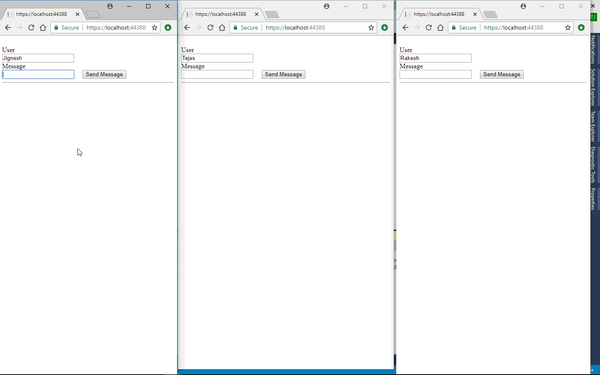 https://localhost:44388
Secure
https://localhost:44388
User
Jignesh
Message
Send Message
https://localhost:44388
Secure
https://localhost:44388
User
Tejas
Message
Send Message
https://localhost:44388
Secure
https://localhost:44388
User
Rakesh
Message
Send Message
Notifications
Solution Explorer
Team Explorer
Diagnostic Tools
Properties